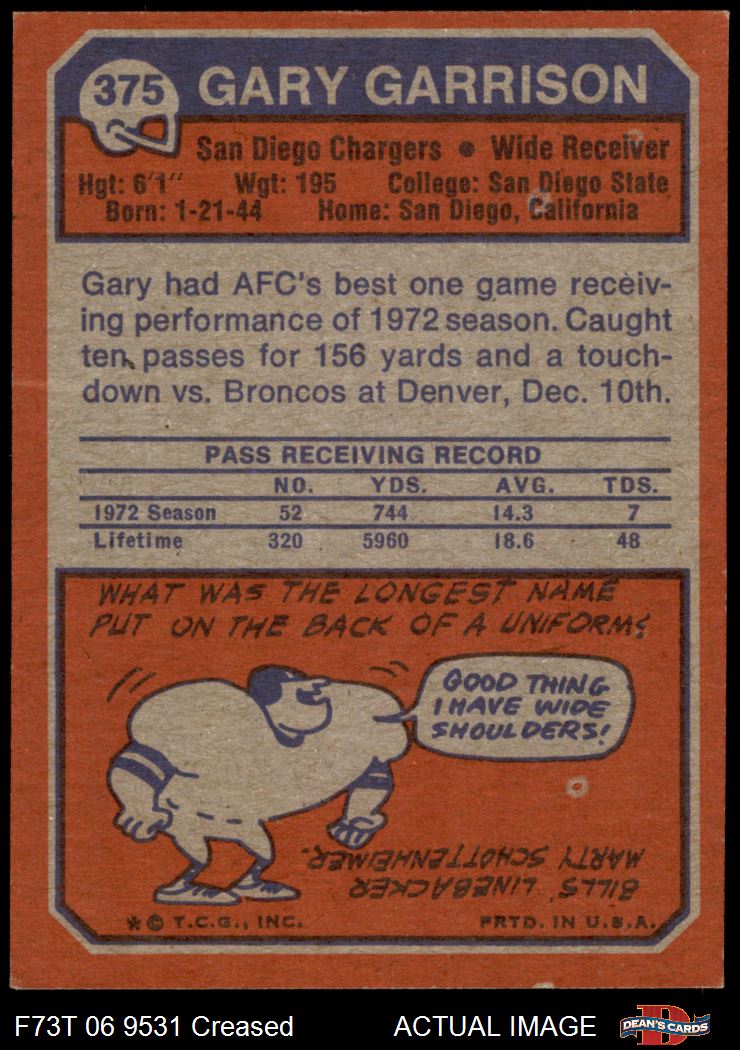 375
GARY GARRISON
San Diego Chargers • Wide Receiver
Hgt: 6'1" Wgt: 195 College: San Diego State
Born: 1-21-44 Home: San Diego, California
Gary had AFC's best one game receiv-
ing performance of 1972 season. Caught
ten passes for 156 yards and a touch-
down vs. Broncos at Denver, Dec. 10th.
PASS RECEIVING RECORD
NO. YDS. AVG. TDS.
1972 Season 52 744 14.3 7
Lifetime 320 5960 18.6 48
WHAT WAS THE LONGEST NAME
PUT ON THE BACK OF A UNIFORM?
GOOD THING
I HAVE WIDE
SHOULDERS!
BILLS' LINEBACKER
MARTY SCHOTTENHEIMER.
* © T.C.G., INC. PRTD. IN U.S.A.
F73T 06 9531 Creased ACTUAL IMAGE
D
DEAN'S CARDS